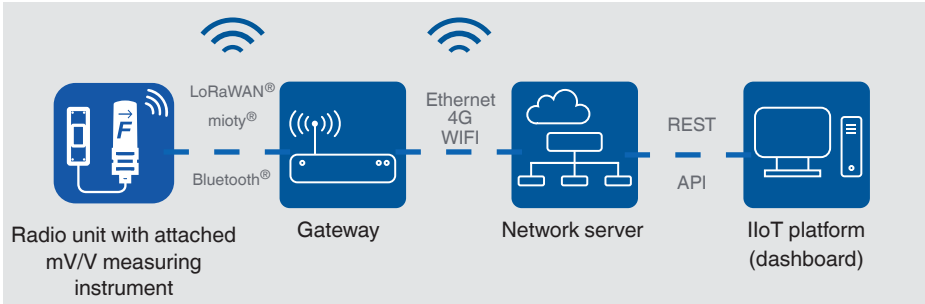 LoRaWAN®
mioty®
Bluetooth®
Ethernet
4G
WIFI
REST
API
F
Radio unit with attached
mV/V measuring
instrument
Gateway
Network server
IIoT platform
(dashboard)